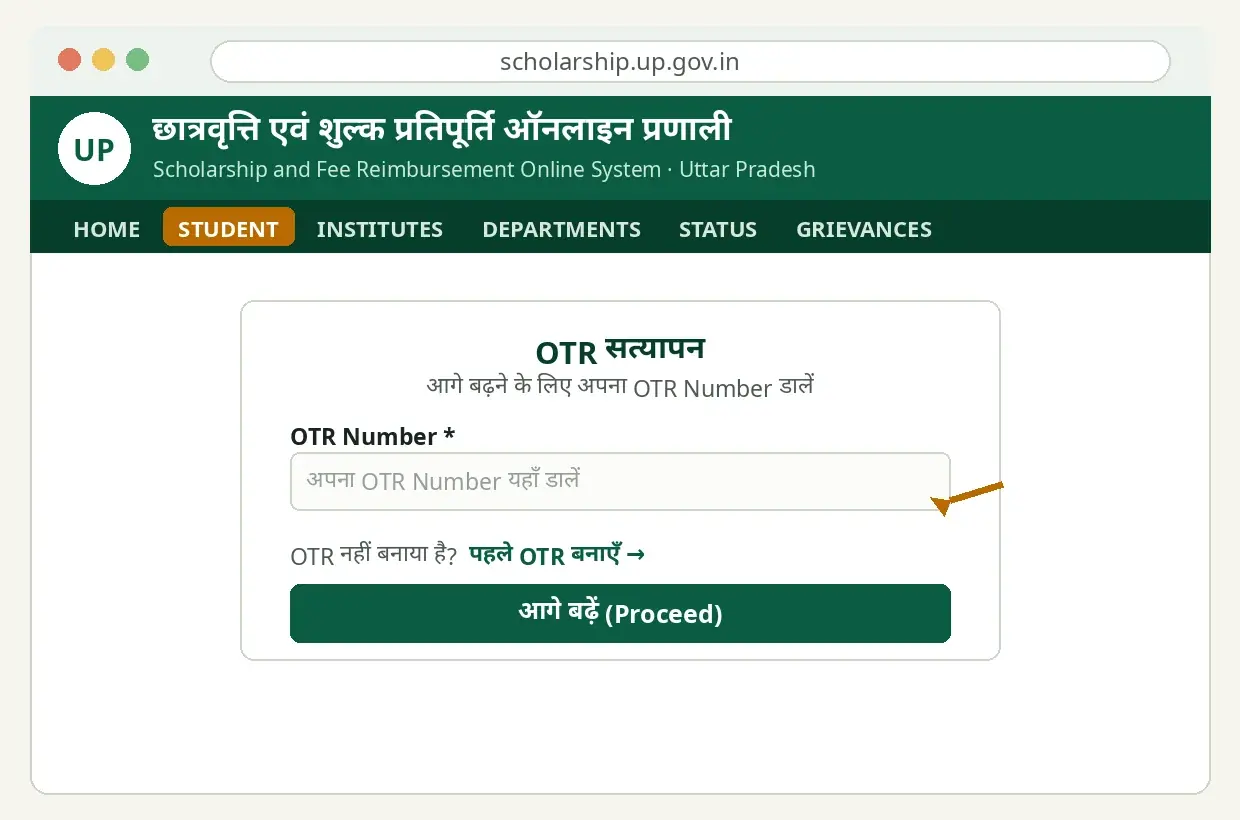 scholarship.up.gov.in
UP
छात्रवृत्ति एवं शुल्क प्रतिपूर्ति ऑनलाइन प्रणाली
Scholarship and Fee Reimbursement Online System · Uttar Pradesh
HOME STUDENT INSTITUTES DEPARTMENTS STATUS GRIEVANCES
OTR सत्यापन
आगे बढ़ने के लिए अपना OTR Number डालें
OTR Number *
अपना OTR Number यहाँ डालें
OTR नहीं बनाया है? पहले OTR बनाएँ →
आगे बढ़ें (Proceed)